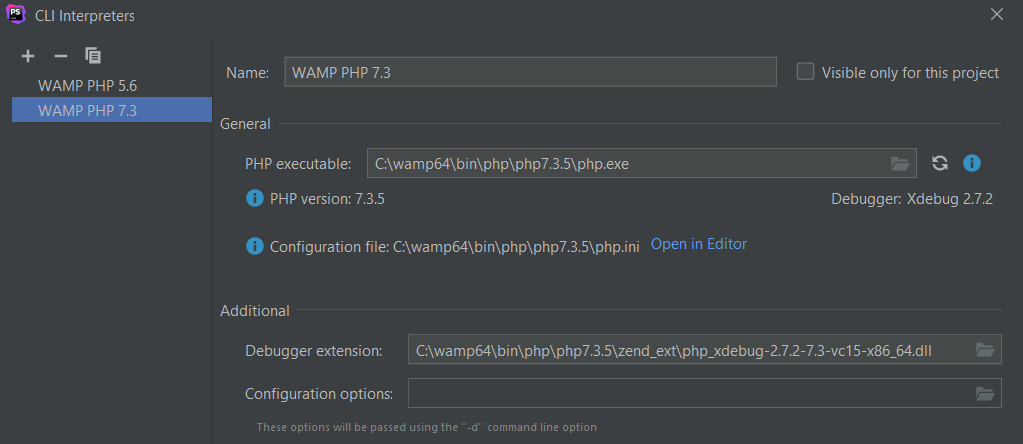 PS
CLI Interpreters
WAMP PHP 5.6
WAMP PHP 7.3
Name: WAMP PHP 7.3 Visible only for this project
General
PHP executable: C:\wamp64\bin\php\php7.3.5\php.exe
PHP version: 7.3.5 Debugger: Xdebug 2.7.2
Configuration file: C:\wamp64\bin\php\php7.3.5\php.ini Open in Editor
Additional
Debugger extension: C:\wamp64\bin\php\php7.3.5\zend_ext\php_xdebug-2.7.2-7.3-vc15-x86_64.dll
Configuration options:
These options will be passed using the ``-d'' command line option